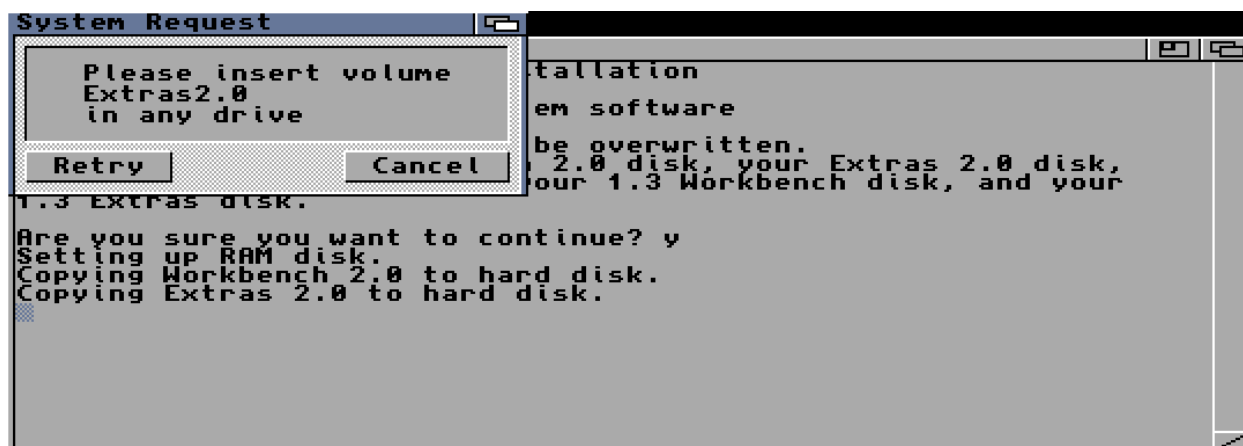 System Request
Please insert volume
Extras2.0
in any drive
Retry Cancel
tallation
em software
be overwritten.
2.0 disk, your Extras 2.0 disk,
our 1.3 Workbench disk, and your
1.3 Extras disk.
Are you sure you want to continue? y
Setting up RAM disk.
Copying Workbench 2.0 to hard disk.
Copying Extras 2.0 to hard disk.